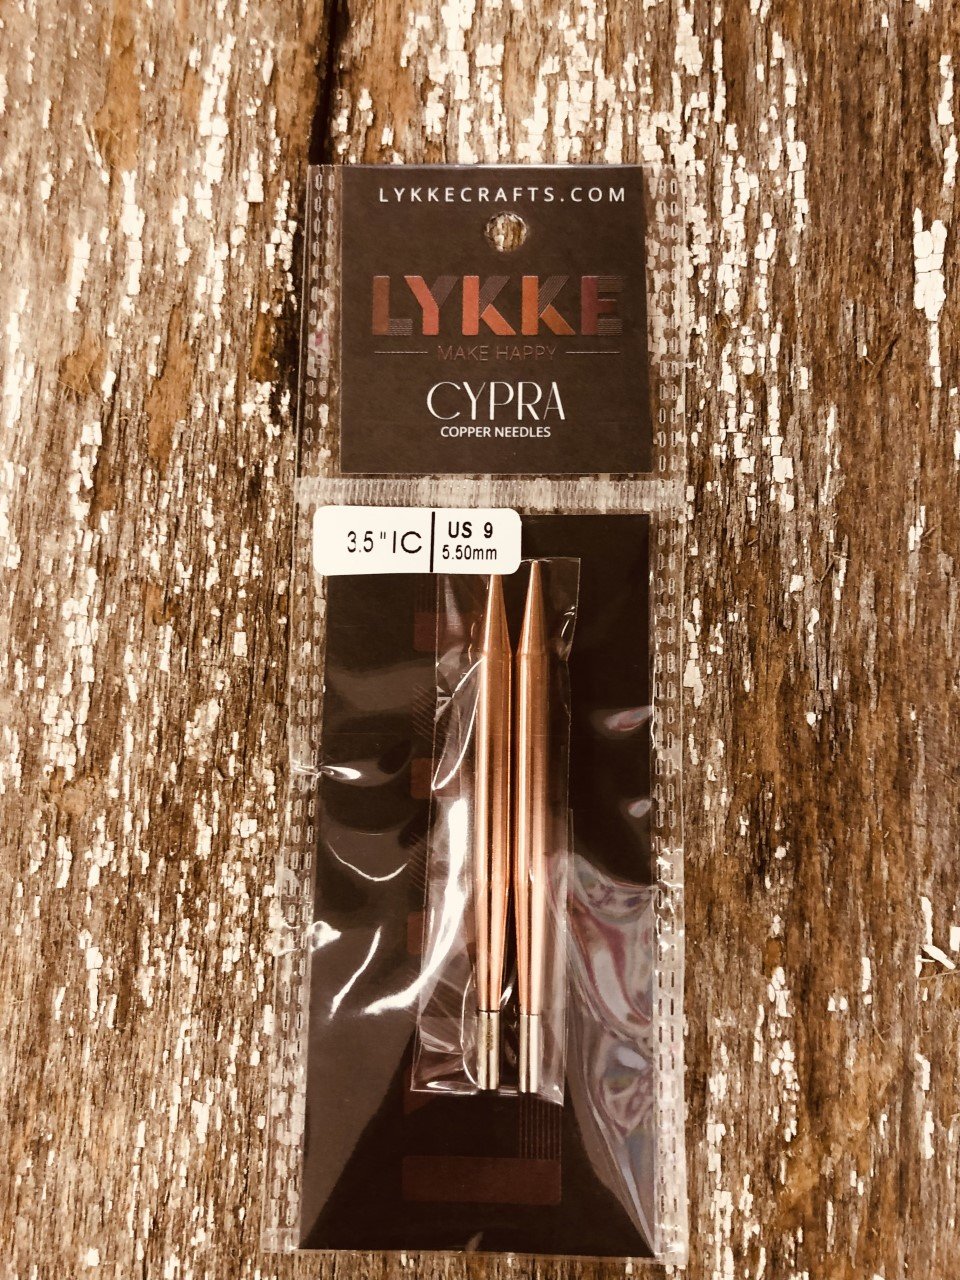 LYKKECRAFTS.COM
LYKKE
MAKE HAPPY
CYPRA
COPPER NEEDLES
3.5"IC
US 9
5.50mm